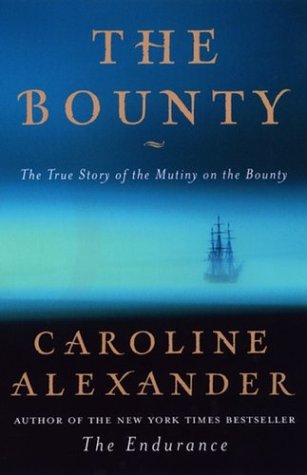 THE
BOUNTY
~
The True Story of the Mutiny on the Bounty
CAROLINE
ALEXANDER
AUTHOR OF THE NEW YORK TIMES BESTSELLER
The Endurance